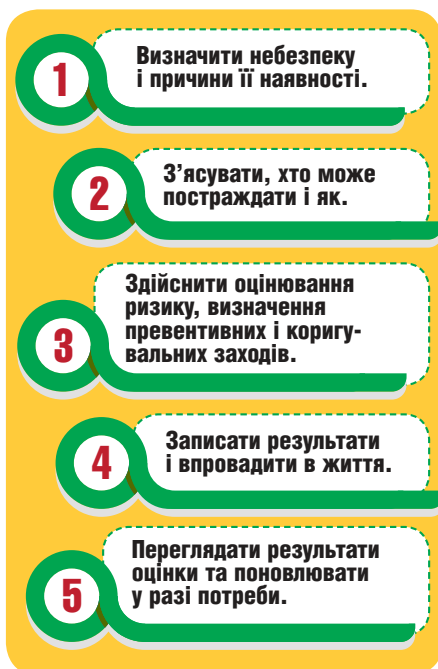 1
Визначити небезпеку
і причини її наявності.
2
З’ясувати, хто може
постраждати і як.
3
Здійснити оцінювання
ризику, визначення
превентивних і коригу-
вальних заходів.
4
Записати результати
і впровадити в життя.
5
Переглядати результати
оцінки та поновлювати
у разі потреби.